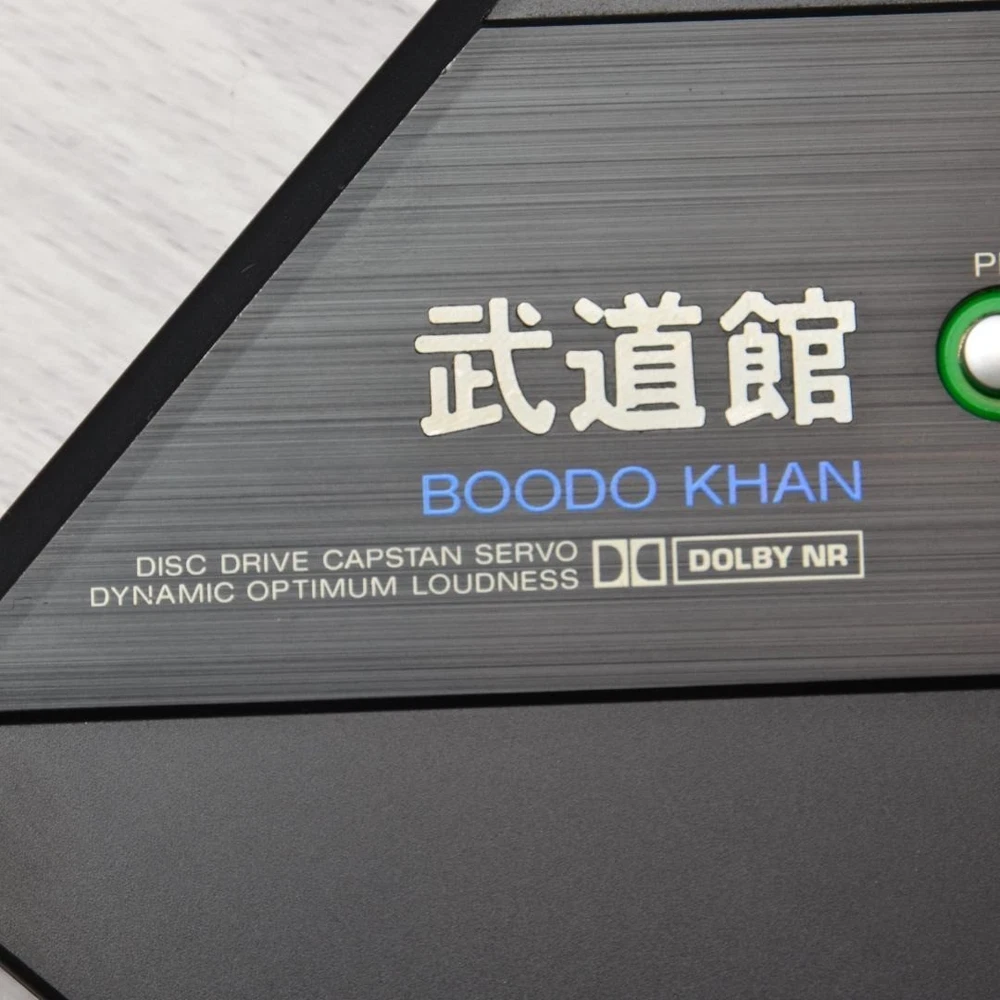 武道館
BOODO KHAN
DISC DRIVE CAPSTAN SERVO
DYNAMIC OPTIMUM LOUDNESS
DOLBY NR